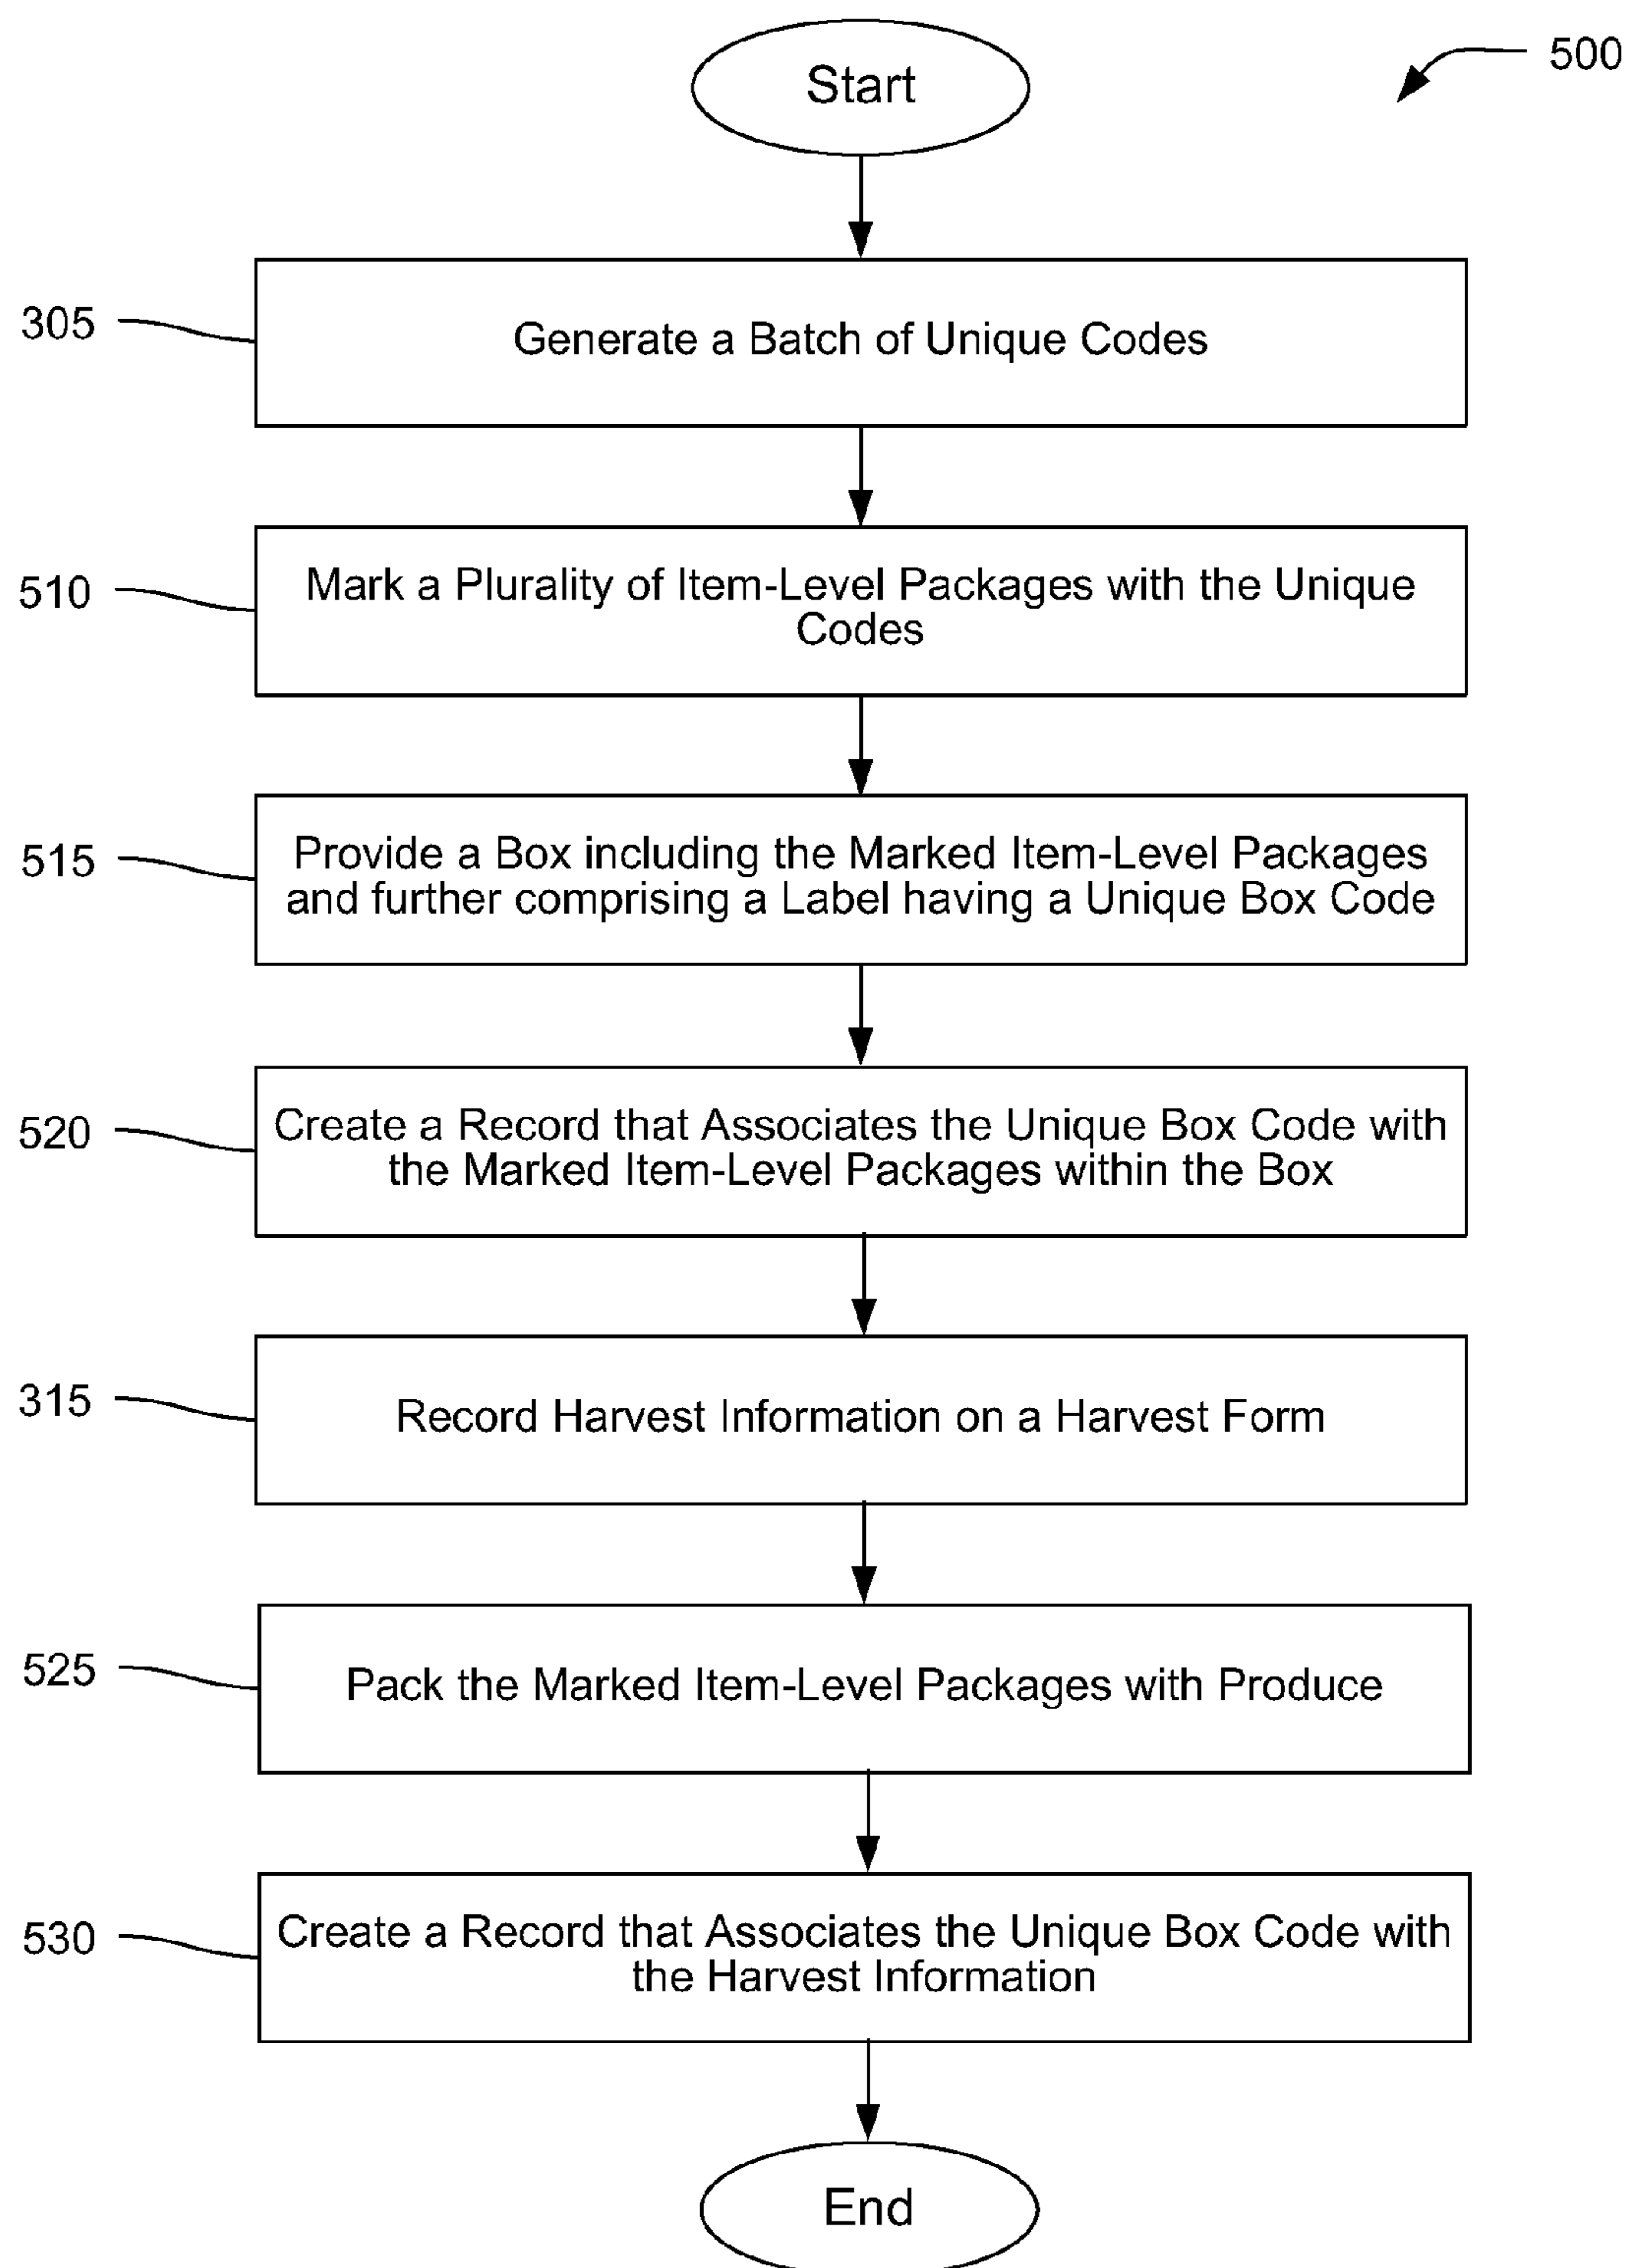 Start
500
305
Generate a Batch of Unique Codes
510
Mark a Plurality of Item-Level Packages with the Unique
Codes
515
Provide a Box including the Marked Item-Level Packages
and further comprising a Label having a Unique Box Code
520
Create a Record that Associates the Unique Box Code with
the Marked Item-Level Packages within the Box
315
Record Harvest Information on a Harvest Form
525
Pack the Marked Item-Level Packages with Produce
530
Create a Record that Associates the Unique Box Code with
the Harvest Information
End